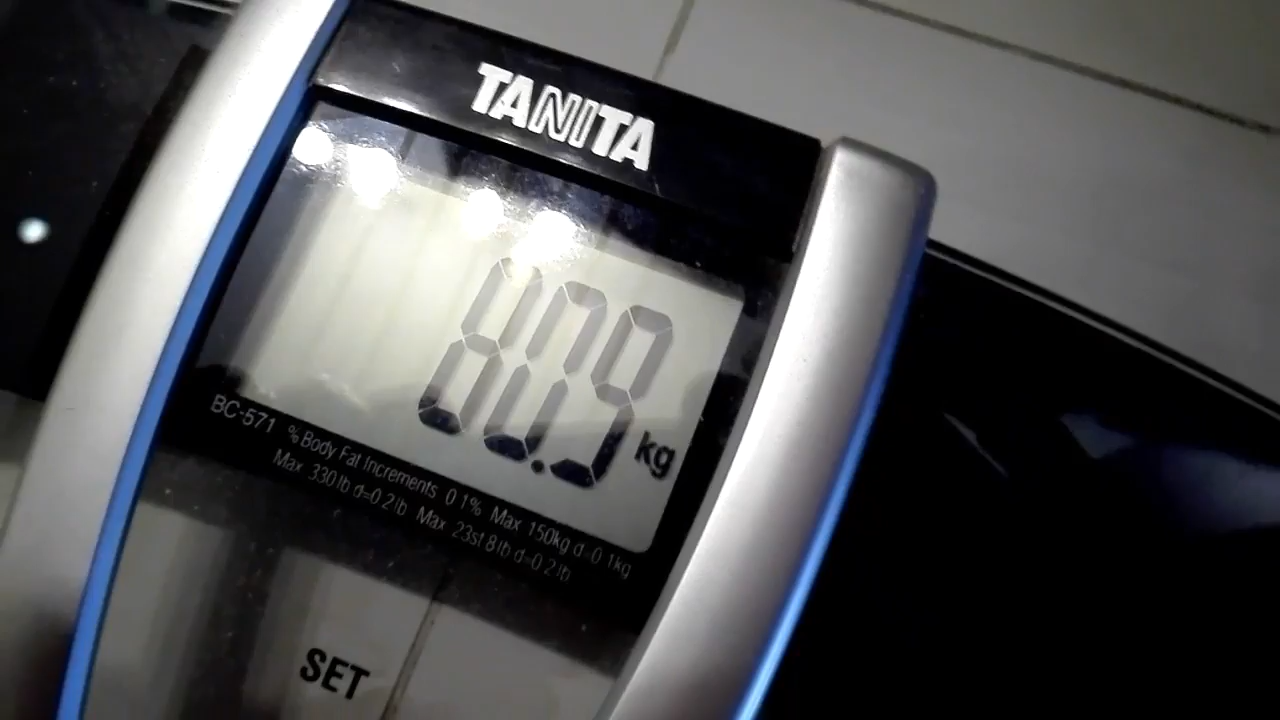 TANITA
80.9 kg
BC-571 % Body Fat Increments 0.1% Max 150kg d=0.1kg
Max 330lb d=0.2lb Max 23st 8lb d=0.2lb
SET